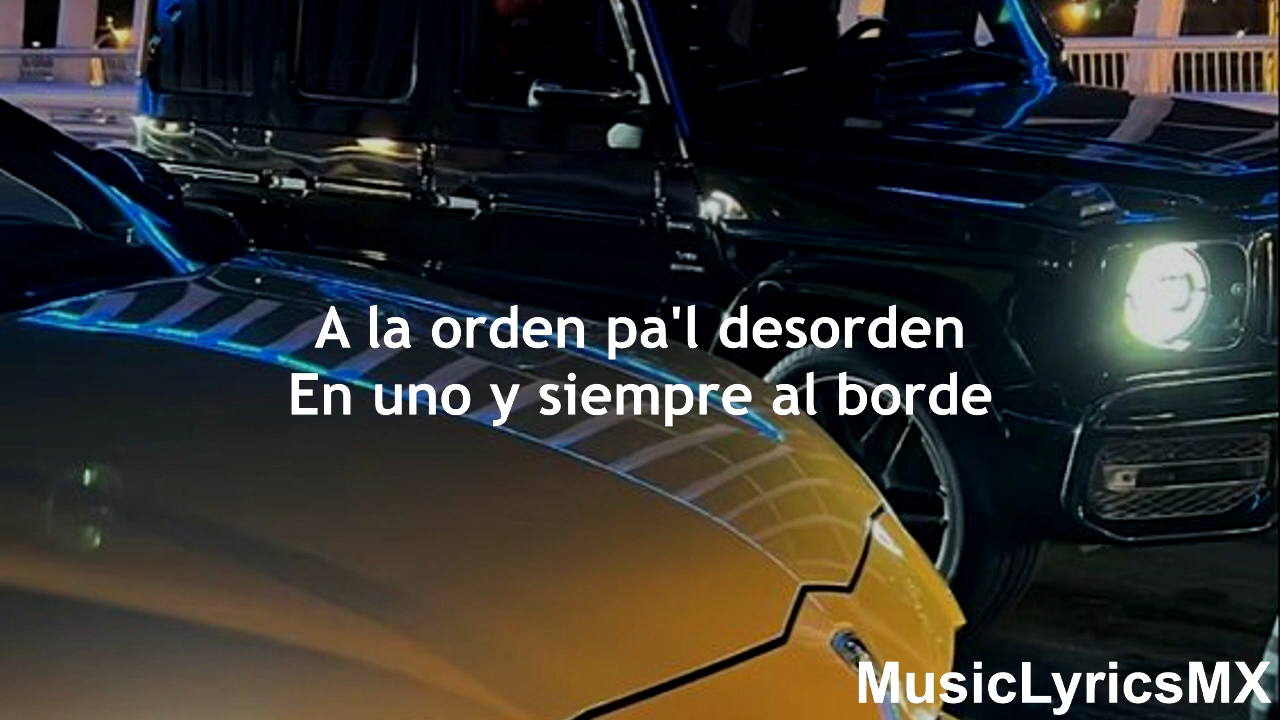 A la orden pa'l desorden
En uno y siempre al borde
MusicLyricsMX